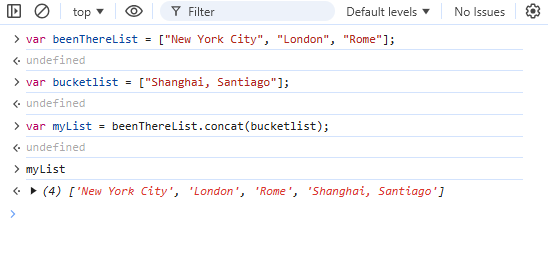 top
Filter
Default levels
No Issues
var beenThereList = ["New York City", "London", "Rome"];
undefined
var bucketlist = ["Shanghai, Santiago"];
undefined
var myList = beenThereList.concat(bucketlist);
undefined
myList
(4) ['New York City', 'London', 'Rome', 'Shanghai, Santiago']